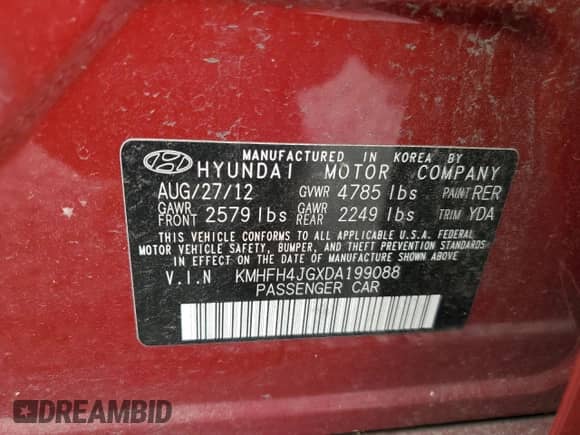 MANUFACTURED IN KOREA BY
HYUNDAI MOTOR COMPANY
AUG/27/12 GVWR 4785 lbs PAINT RER
GAWR FRONT 2579 lbs GAWR REAR 2249 lbs TRIM YDA
THIS VEHICLE CONFORMS TO ALL APPLICABLE U.S.A. FEDERAL
MOTOR VEHICLE SAFETY, BUMPER, AND THEFT PREVENTION STANDARDS
IN EFFECT ON THE DATE OF MANUFACTURE SHOWN ABOVE.
V.I.N KMHFH4JGXDA199088
PASSENGER CAR
DREAMBID